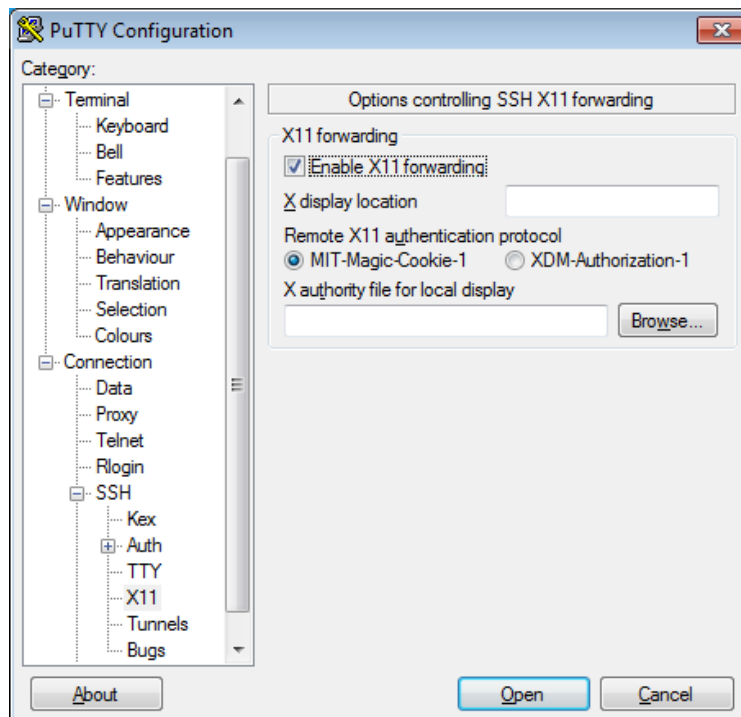 PuTTY Configuration
Category:
Terminal
Keyboard
Bell
Features
Window
Appearance
Behaviour
Translation
Selection
Colours
Connection
Data
Proxy
Telnet
Rlogin
SSH
Kex
Auth
TTY
X11
Tunnels
Bugs
Options controlling SSH X11 forwarding
X11 forwarding
Enable X11 forwarding
X display location
Remote X11 authentication protocol
MIT-Magic-Cookie-1 XDM-Authorization-1
X authority file for local display
Browse...
About Open Cancel